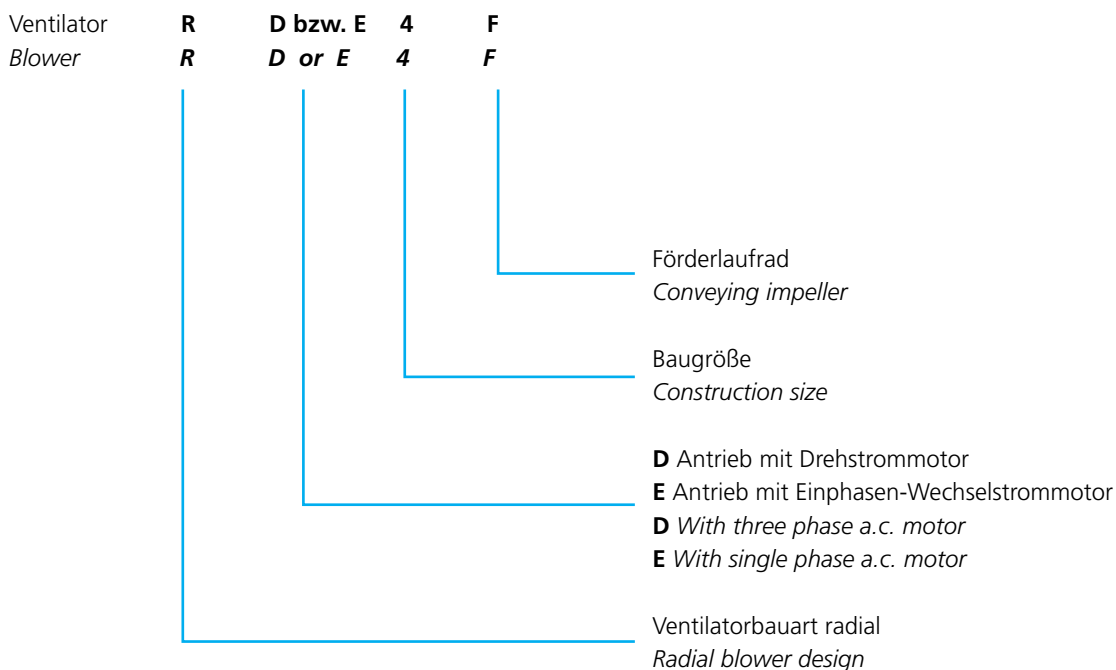 Ventilator R D bzw. E 4 F
Blower R D or E 4 F
Förderlaufrad
Conveying impeller
Baugröße
Construction size
D Antrieb mit Drehstrommotor
E Antrieb mit Einphasen-Wechselstrommotor
D With three phase a.c. motor
E With single phase a.c. motor
Ventilatorbauart radial
Radial blower design